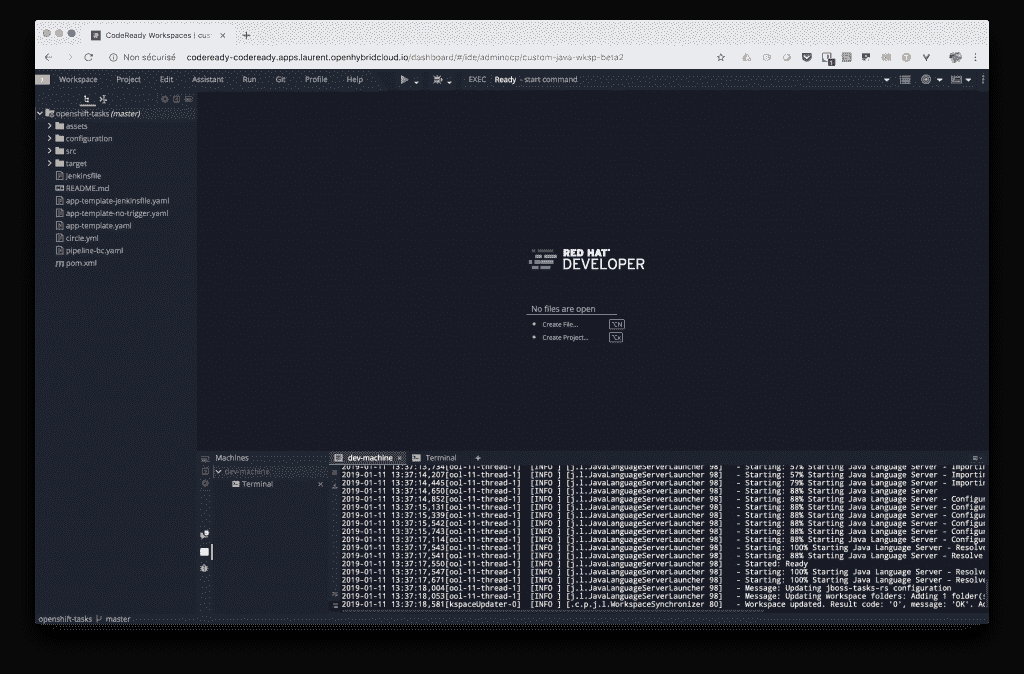 CodeReady Workspaces | cus
Non sécurisé codeready-codeready.apps.laurent.openhybridcloud.io/dashboard/#/ide/adminocp/custom-java-wksp-beta2
Workspace Project Edit Assistant Run Git Profile Help EXEC Ready - start command
openshift-tasks (master)
assets
configuration
src
target
Jenkinsfile
README.md
app-template-jenkinsfile.yaml
app-template-no-trigger.yaml
app-template.yaml
circle.yml
pipeline-bc.yaml
pom.xml
RED HAT
DEVELOPER
No files are open
Create File... ⌥N
Create Project... ⌥x
Machines
dev-machine
Terminal
dev-machine Terminal
2019-01-11 13:37:13,734[ool-11-thread-1] [INFO ] [j.l.JavaLanguageServerLauncher 98] - Starting: 57% Starting Java Language Server - Importi
2019-01-11 13:37:14,207[ool-11-thread-1] [INFO ] [j.l.JavaLanguageServerLauncher 98] - Starting: 57% Starting Java Language Server - Importi
2019-01-11 13:37:14,445[ool-11-thread-1] [INFO ] [j.l.JavaLanguageServerLauncher 98] - Starting: 79% Starting Java Language Server - Importin
2019-01-11 13:37:14,650[ool-11-thread-1] [INFO ] [j.l.JavaLanguageServerLauncher 98] - Starting: 88% Starting Java Language Server
2019-01-11 13:37:14,852[ool-11-thread-1] [INFO ] [j.l.JavaLanguageServerLauncher 98] - Starting: 88% Starting Java Language Server - Configur
2019-01-11 13:37:15,131[ool-11-thread-1] [INFO ] [j.l.JavaLanguageServerLauncher 98] - Starting: 88% Starting Java Language Server - Configur
2019-01-11 13:37:15,339[ool-11-thread-1] [INFO ] [j.l.JavaLanguageServerLauncher 98] - Starting: 88% Starting Java Language Server - Configur
2019-01-11 13:37:15,542[ool-11-thread-1] [INFO ] [j.l.JavaLanguageServerLauncher 98] - Starting: 88% Starting Java Language Server - Configur
2019-01-11 13:37:15,743[ool-11-thread-1] [INFO ] [j.l.JavaLanguageServerLauncher 98] - Starting: 88% Starting Java Language Server - Configur
2019-01-11 13:37:17,114[ool-11-thread-1] [INFO ] [j.l.JavaLanguageServerLauncher 98] - Starting: 88% Starting Java Language Server - Configur
2019-01-11 13:37:17,543[ool-11-thread-1] [INFO ] [j.l.JavaLanguageServerLauncher 98] - Starting: 100% Starting Java Language Server - Resolve
2019-01-11 13:37:17,541[ool-11-thread-1] [INFO ] [j.l.JavaLanguageServerLauncher 98] - Starting: 88% Starting Java Language Server - Resolve
2019-01-11 13:37:17,550[ool-11-thread-1] [INFO ] [j.l.JavaLanguageServerLauncher 98] - Started: Ready
2019-01-11 13:37:17,547[ool-11-thread-1] [INFO ] [j.l.JavaLanguageServerLauncher 98] - Starting: 100% Starting Java Language Server - Resolve
2019-01-11 13:37:17,671[ool-11-thread-1] [INFO ] [j.l.JavaLanguageServerLauncher 98] - Starting: 100% Starting Java Language Server - Resolve
2019-01-11 13:37:18,004[ool-11-thread-1] [INFO ] [j.l.JavaLanguageServerLauncher 98] - Message: Updating jboss-tasks-rs configuration
2019-01-11 13:37:18,053[ool-11-thread-1] [INFO ] [j.l.JavaLanguageServerLauncher 98] - Message: Updating workspace folders: Adding 1 folder(s
2019-01-11 13:37:18,581[kspaceUpdater-0] [INFO ] [.c.p.j.l.WorkspaceSynchronizer 80] - Workspace updated. Result code: '0', message: 'OK'. Ad
openshift-tasks master